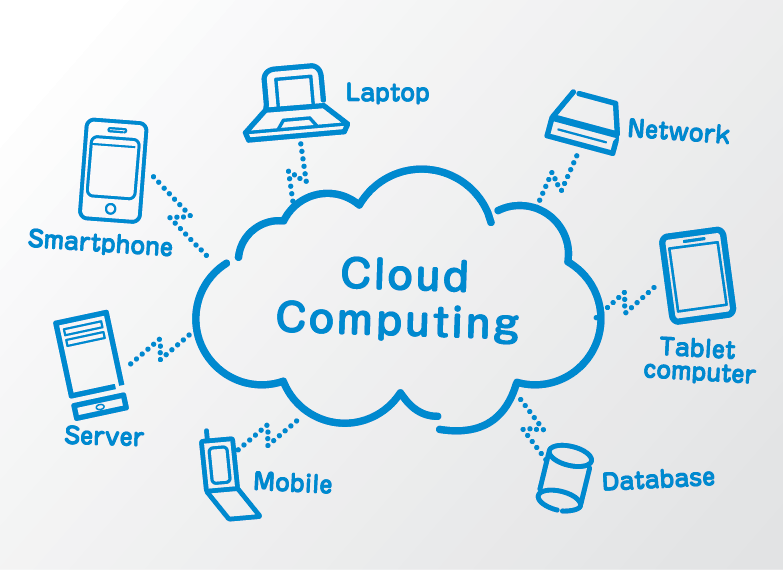 Laptop
Network
Smartphone
Cloud
Computing
Tablet
computer
Server
Mobile
Database